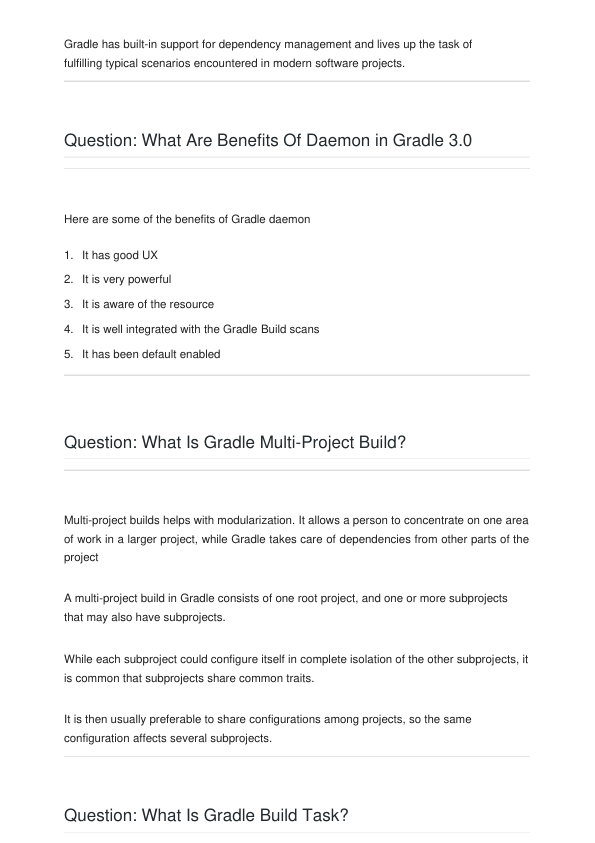 Gradle has built-in support for dependency management and lives up the task of
fulfilling typical scenarios encountered in modern software projects.
Question: What Are Benefits Of Daemon in Gradle 3.0
Here are some of the benefits of Gradle daemon
1. It has good UX
2. It is very powerful
3. It is aware of the resource
4. It is well integrated with the Gradle Build scans
5. It has been default enabled
Question: What Is Gradle Multi-Project Build?
Multi-project builds helps with modularization. It allows a person to concentrate on one area
of work in a larger project, while Gradle takes care of dependencies from other parts of the
project
A multi-project build in Gradle consists of one root project, and one or more subprojects
that may also have subprojects.
While each subproject could configure itself in complete isolation of the other subprojects, it
is common that subprojects share common traits.
It is then usually preferable to share configurations among projects, so the same
configuration affects several subprojects.
Question: What Is Gradle Build Task?